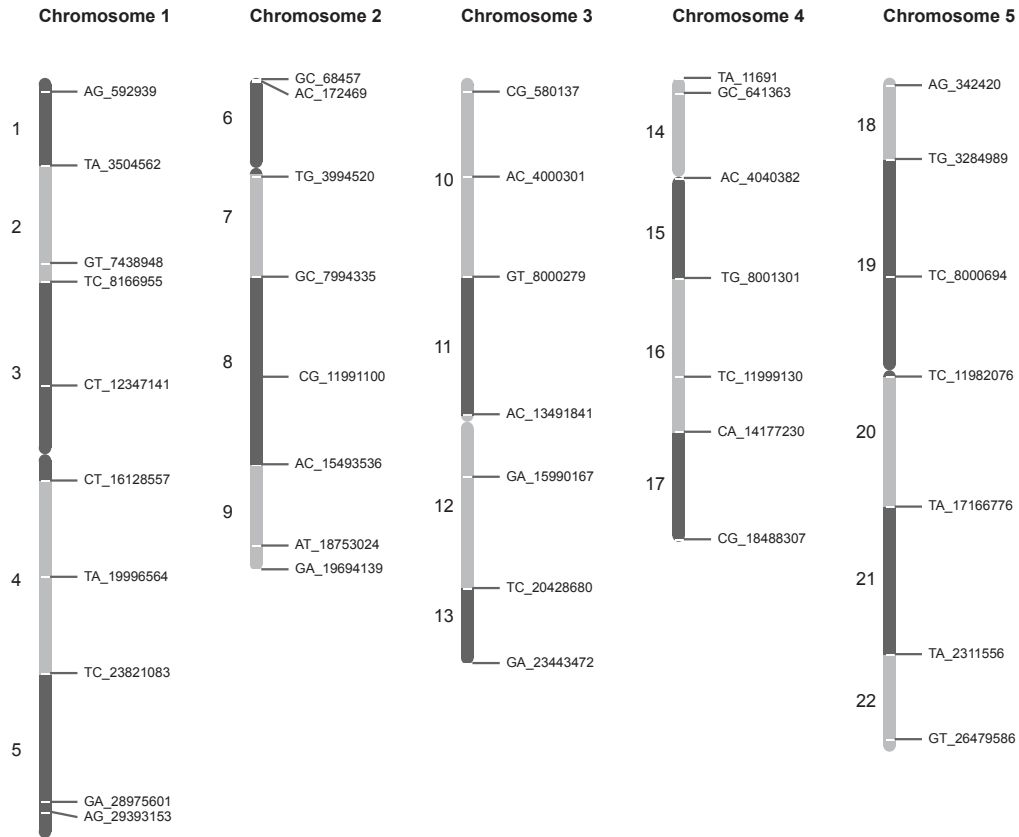 Chromosome 1
Chromosome 2
Chromosome 3
Chromosome 4
Chromosome 5
1
2
3
4
5
AG_592939
TA_3504562
GT_7438948
TC_8166955
CT_12347141
CT_16128557
TA_19996564
TC_23821083
GA_28975601
AG_29393153
6
7
8
9
GC_68457
AC_172469
TG_3994520
GC_7994335
CG_11991100
AC_15493536
AT_18753024
GA_19694139
10
11
12
13
CG_580137
AC_4000301
GT_8000279
AC_13491841
GA_15990167
TC_20428680
GA_23443472
14
15
16
17
TA_11691
GC_641363
AC_4040382
TG_8001301
TC_11999130
CA_14177230
CG_18488307
18
19
20
21
22
AG_342420
TG_3284989
TC_8000694
TC_11982076
TA_17166776
TA_2311556
GT_26479586